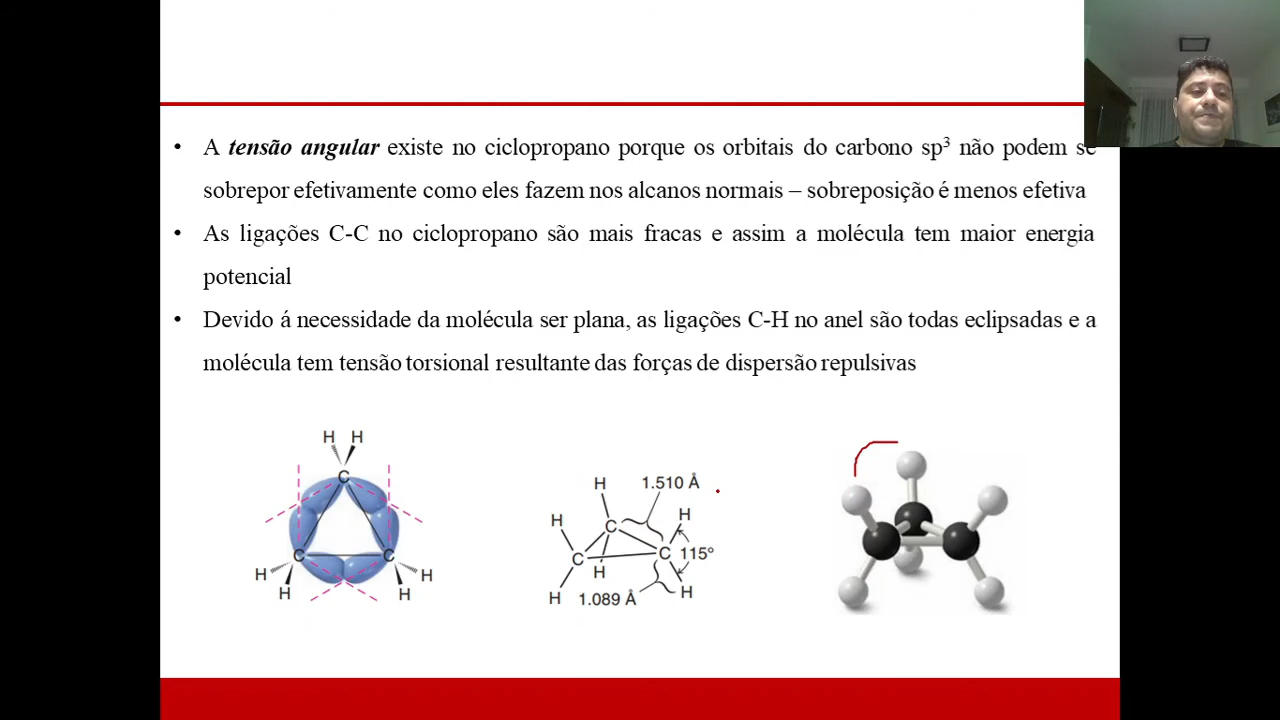 • A tensão angular existe no ciclopropano porque os orbitais do carbono sp³ não podem se
sobrepor efetivamente como eles fazem nos alcanos normais – sobreposição é menos efetiva
• As ligações C-C no ciclopropano são mais fracas e assim a molécula tem maior energia
potencial
• Devido á necessidade da molécula ser plana, as ligações C-H no anel são todas eclipsadas e a
molécula tem tensão torsional resultante das forças de dispersão repulsivas
H H
C
C C
H H
H H
H 1.510 Å
H H
C
C C 115º
H
H 1.089 Å H